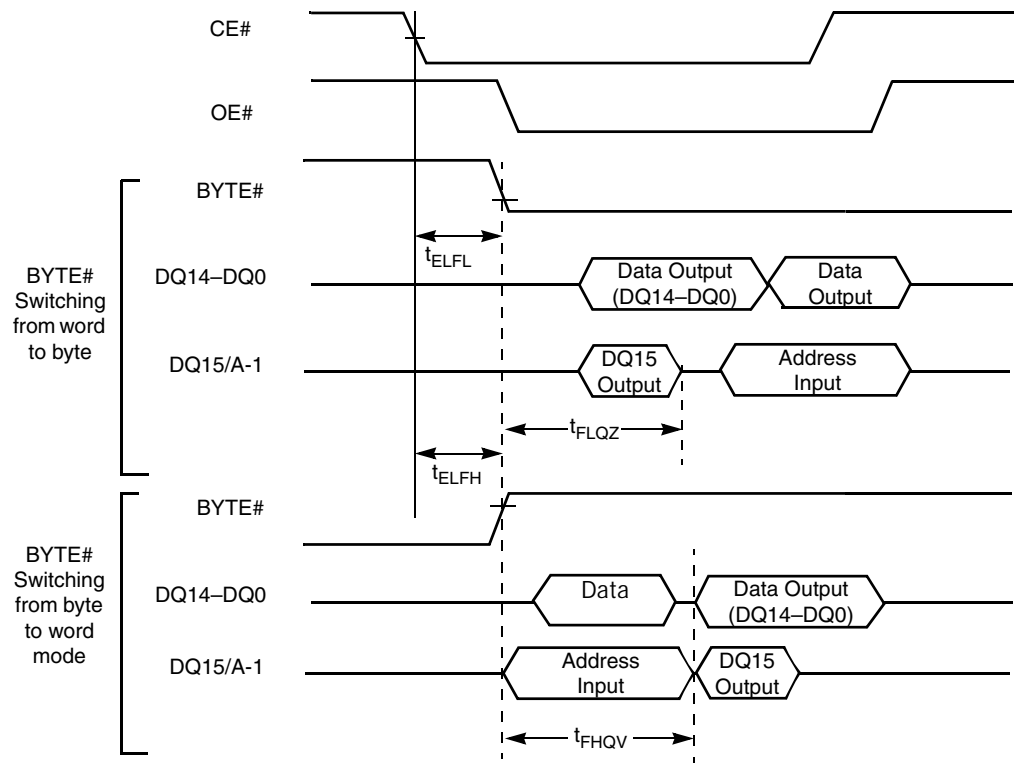 CE#
OE#
BYTE#
tELFL
BYTE#
Switching
from word
to byte
DQ14–DQ0
Data Output
(DQ14–DQ0)
Data
Output
DQ15/A-1
DQ15
Output
Address
Input
tFLQZ
tELFH
BYTE#
BYTE#
Switching
from byte
to word
mode
DQ14–DQ0
Data
Data Output
(DQ14–DQ0)
DQ15/A-1
Address
Input
DQ15
Output
tFHQV